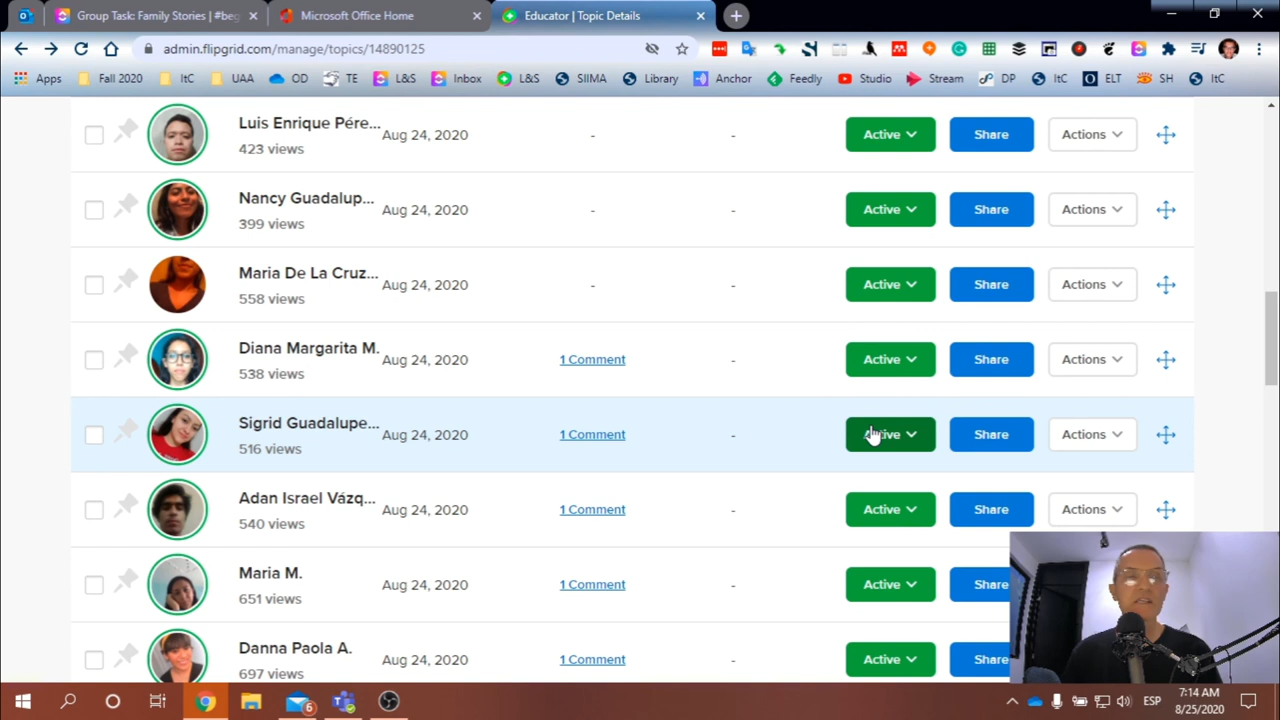 Group Task: Family Stories | #beg
Microsoft Office Home
Educator | Topic Details
admin.flipgrid.com/manage/topics/14890125
Apps
Fall 2020
ItC
UAA
OD
TE
L&S
Inbox
L&S
SIIMA
Library
Anchor
Feedly
Studio
Stream
DP
ItC
ELT
SH
ItC
Luis Enrique Pére... Aug 24, 2020 - - Active Share Actions
423 views
Nancy Guadalup... Aug 24, 2020 - - Active Share Actions
399 views
Maria De La Cruz... Aug 24, 2020 - - Active Share Actions
558 views
Diana Margarita M. Aug 24, 2020 1 Comment - Active Share Actions
538 views
Sigrid Guadalupe... Aug 24, 2020 1 Comment - Active Share Actions
516 views
Adan Israel Vázq... Aug 24, 2020 1 Comment - Active Share Actions
540 views
Maria M. Aug 24, 2020 1 Comment - Active Share
651 views
Danna Paola A. Aug 24, 2020 1 Comment - Active Share
697 views
6
ESP
7:14 AM
8/25/2020